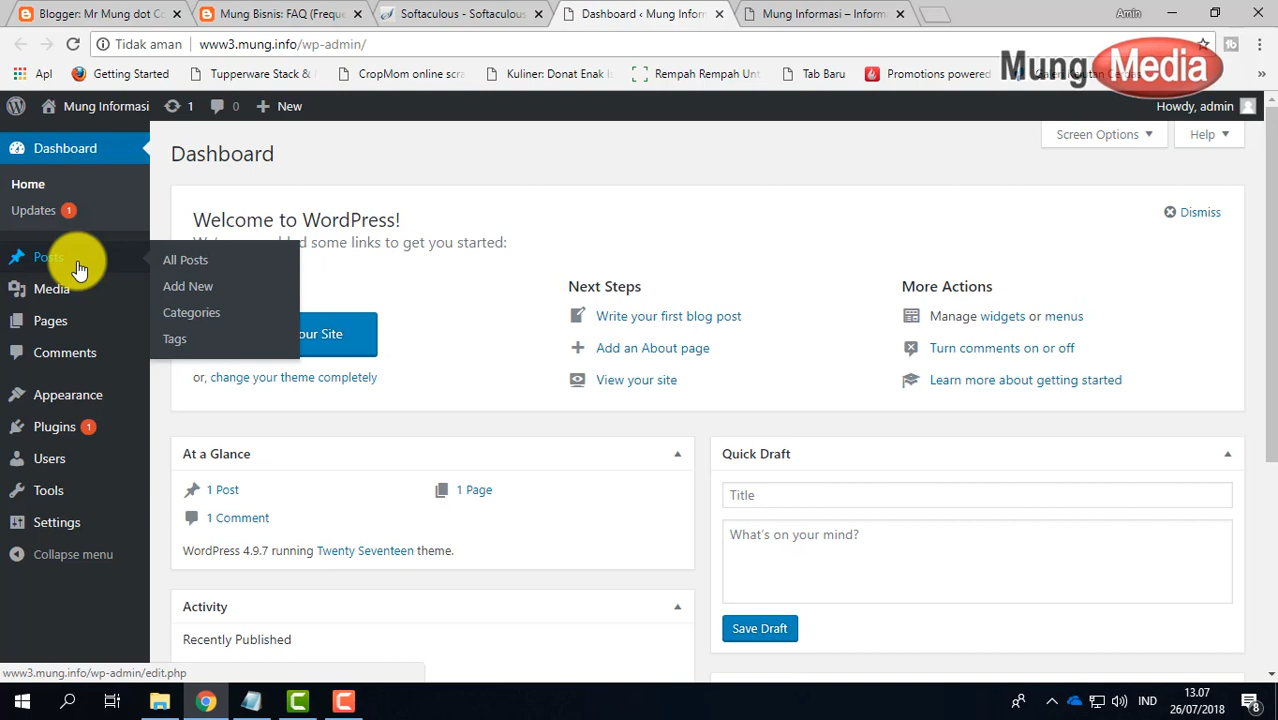 Blogger: Mr Mung dot Co
Mung Bisnis: FAQ (Freque
Softaculous - Softaculous
Dashboard ‹ Mung Inform
Mung Informasi – Inform
Amin
Tidak aman
www3.mung.info/wp-admin/
Apl
Getting Started
Tupperware Stack &
CropMom online scre
Kuliner: Donat Enak L
Rempah Rempah Unt
Tab Baru
Promotions powered
»
Mung Media
Mung Informasi
1
0
New
Howdy, admin
Dashboard
Home
Updates 1
Posts
Media
Pages
Comments
Appearance
Plugins 1
Users
Tools
Settings
Collapse menu
All Posts
Add New
Categories
Tags
Dashboard
Screen Options
Help
Welcome to WordPress!
d some links to get you started:
Dismiss
our Site
or, change your theme completely
Next Steps
Write your first blog post
Add an About page
View your site
More Actions
Manage widgets or menus
Turn comments on or off
Learn more about getting started
At a Glance
1 Post
1 Page
1 Comment
WordPress 4.9.7 running Twenty Seventeen theme.
Activity
Recently Published
Quick Draft
Title
What's on your mind?
Save Draft
www3.mung.info/wp-admin/edit.php
IND
13.07
26/07/2018
8